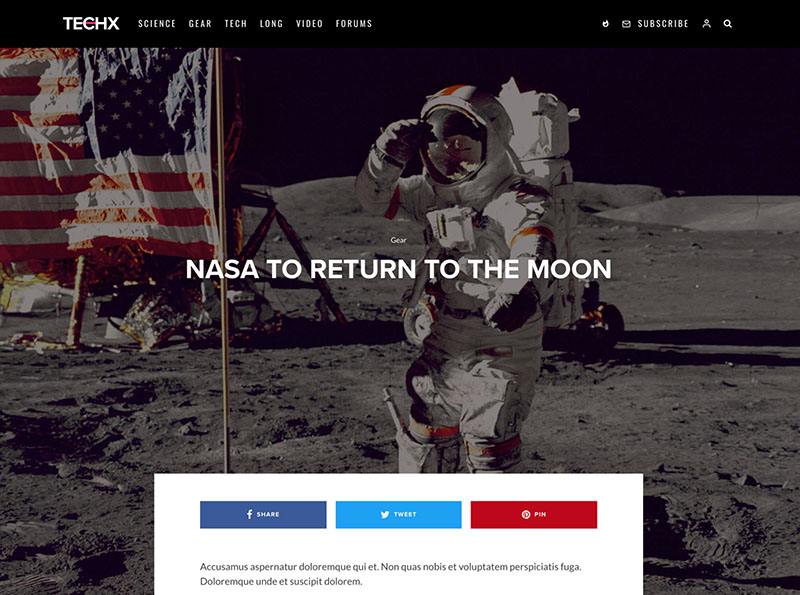 TECHX SCIENCE GEAR TECH LONG VIDEO FORUMS SUBSCRIBE
Gear
NASA TO RETURN TO THE MOON
SHARE TWEET PIN
Accusamus aspernatur doloremque qui et. Non quas nobis et voluptatem perspiciatis fuga.
Doloremque unde et suscipit dolorem.